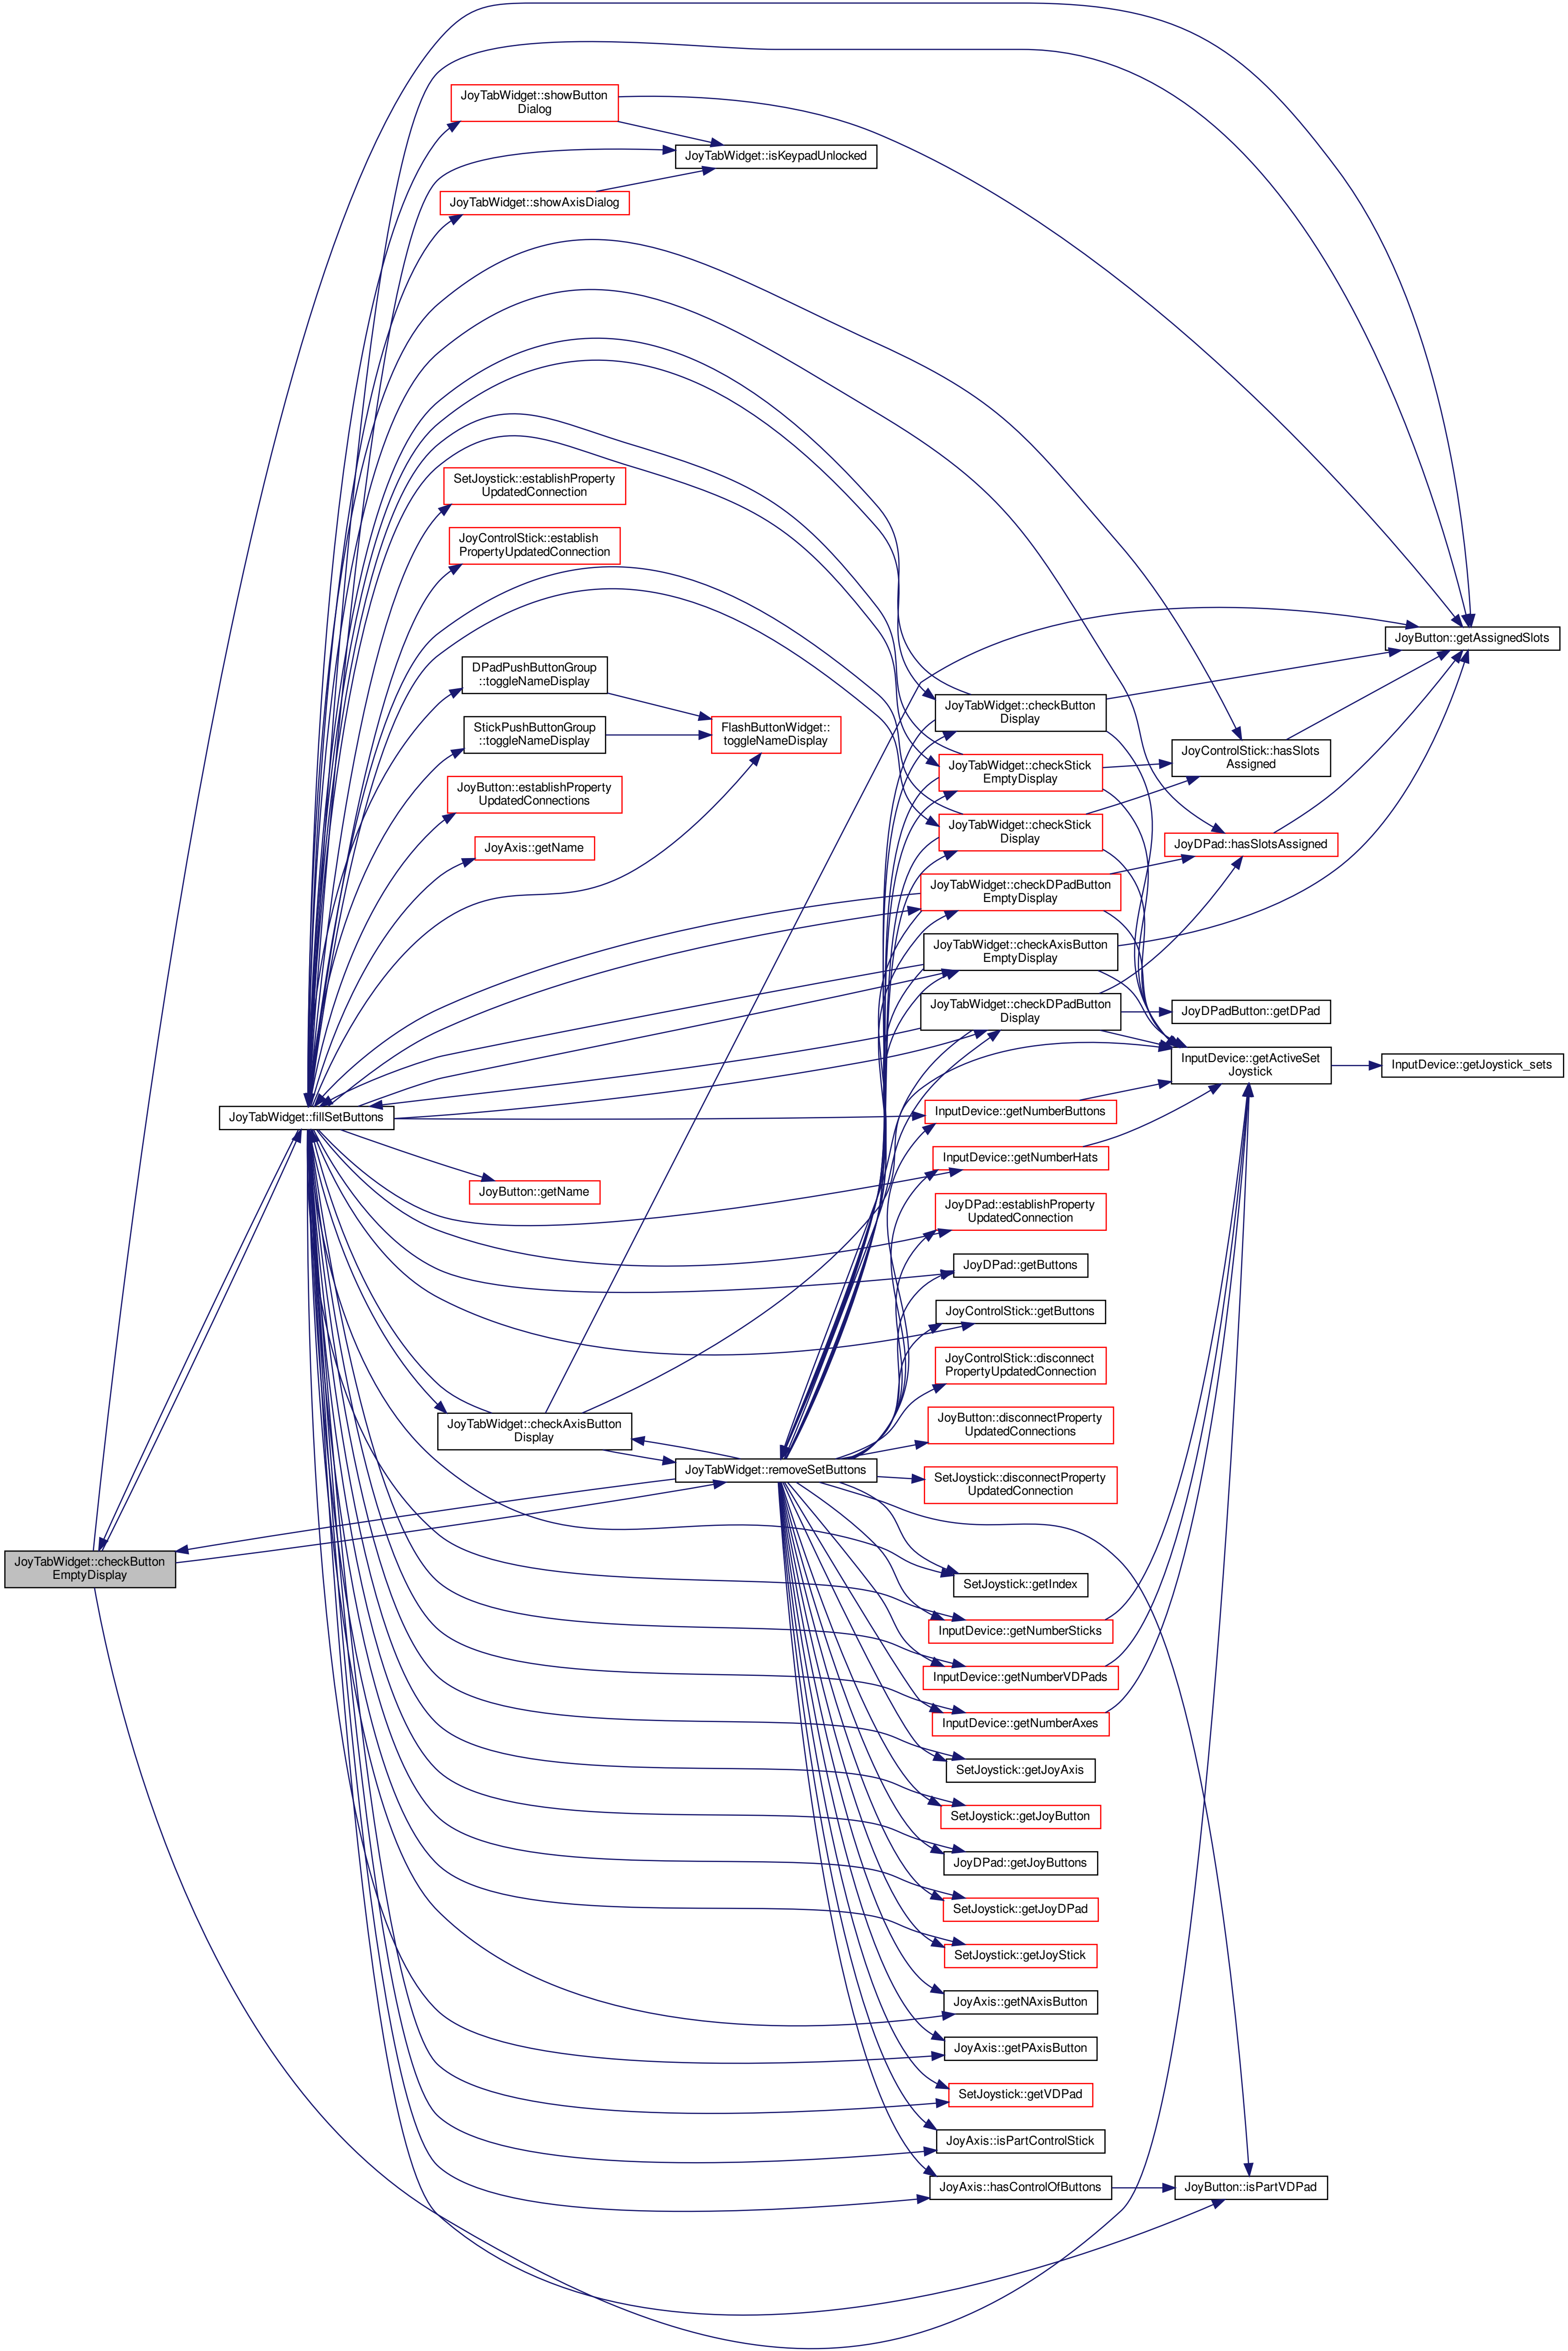 JoyTabWidget::showButton
Dialog
JoyTabWidget::isKeypadUnlocked
JoyTabWidget::showAxisDialog
SetJoystick::establishProperty
UpdatedConnection
JoyControlStick::establish
PropertyUpdatedConnection
DPadPushButtonGroup
::toggleNameDisplay
StickPushButtonGroup
::toggleNameDisplay
FlashButtonWidget::
toggleNameDisplay
JoyButton::establishProperty
UpdatedConnections
JoyAxis::getName
JoyButton::getAssignedSlots
JoyTabWidget::checkButton
Display
JoyTabWidget::checkStick
EmptyDisplay
JoyControlStick::hasSlots
Assigned
JoyTabWidget::checkStick
Display
JoyDPad::hasSlotsAssigned
JoyTabWidget::checkDPadButton
EmptyDisplay
JoyTabWidget::checkAxisButton
EmptyDisplay
JoyTabWidget::checkDPadButton
Display
JoyDPadButton::getDPad
InputDevice::getActiveSet
Joystick
InputDevice::getJoystick_sets
JoyTabWidget::fillSetButtons
InputDevice::getNumberButtons
InputDevice::getNumberHats
JoyButton::getName
JoyDPad::establishProperty
UpdatedConnection
JoyDPad::getButtons
JoyControlStick::getButtons
JoyControlStick::disconnect
PropertyUpdatedConnection
JoyTabWidget::checkAxisButton
Display
JoyButton::disconnectProperty
UpdatedConnections
JoyTabWidget::removeSetButtons
SetJoystick::disconnectProperty
UpdatedConnection
JoyTabWidget::checkButton
EmptyDisplay
SetJoystick::getIndex
InputDevice::getNumberSticks
InputDevice::getNumberVDPads
InputDevice::getNumberAxes
SetJoystick::getJoyAxis
SetJoystick::getJoyButton
JoyDPad::getJoyButtons
SetJoystick::getJoyDPad
SetJoystick::getJoyStick
JoyAxis::getNAxisButton
JoyAxis::getPAxisButton
SetJoystick::getVDPad
JoyAxis::isPartControlStick
JoyAxis::hasControlOfButtons
JoyButton::isPartVDPad